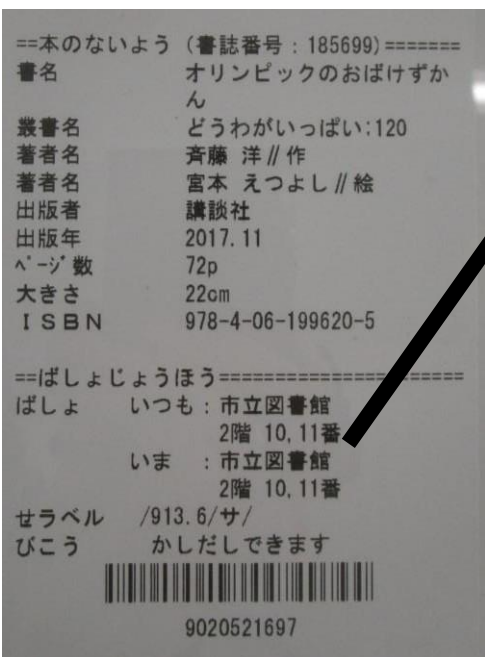 ==本のないよう(書誌番号:185699)=======
書名 オリンピックのおばけずか
ん
叢書名 どうわがいっぱい:120
著者名 斉藤 洋//作
著者名 宮本 えつよし//絵
出版者 講談社
出版年 2017.11
ページ数 72p
大きさ 22cm
ISBN 978-4-06-199620-5
==ばしょじょうほう======================
ばしょ いつも:市立図書館
2階 10,11番
いま :市立図書館
2階 10,11番
せラベル /913.6/サ/
びこう かしだしできます
9020521697